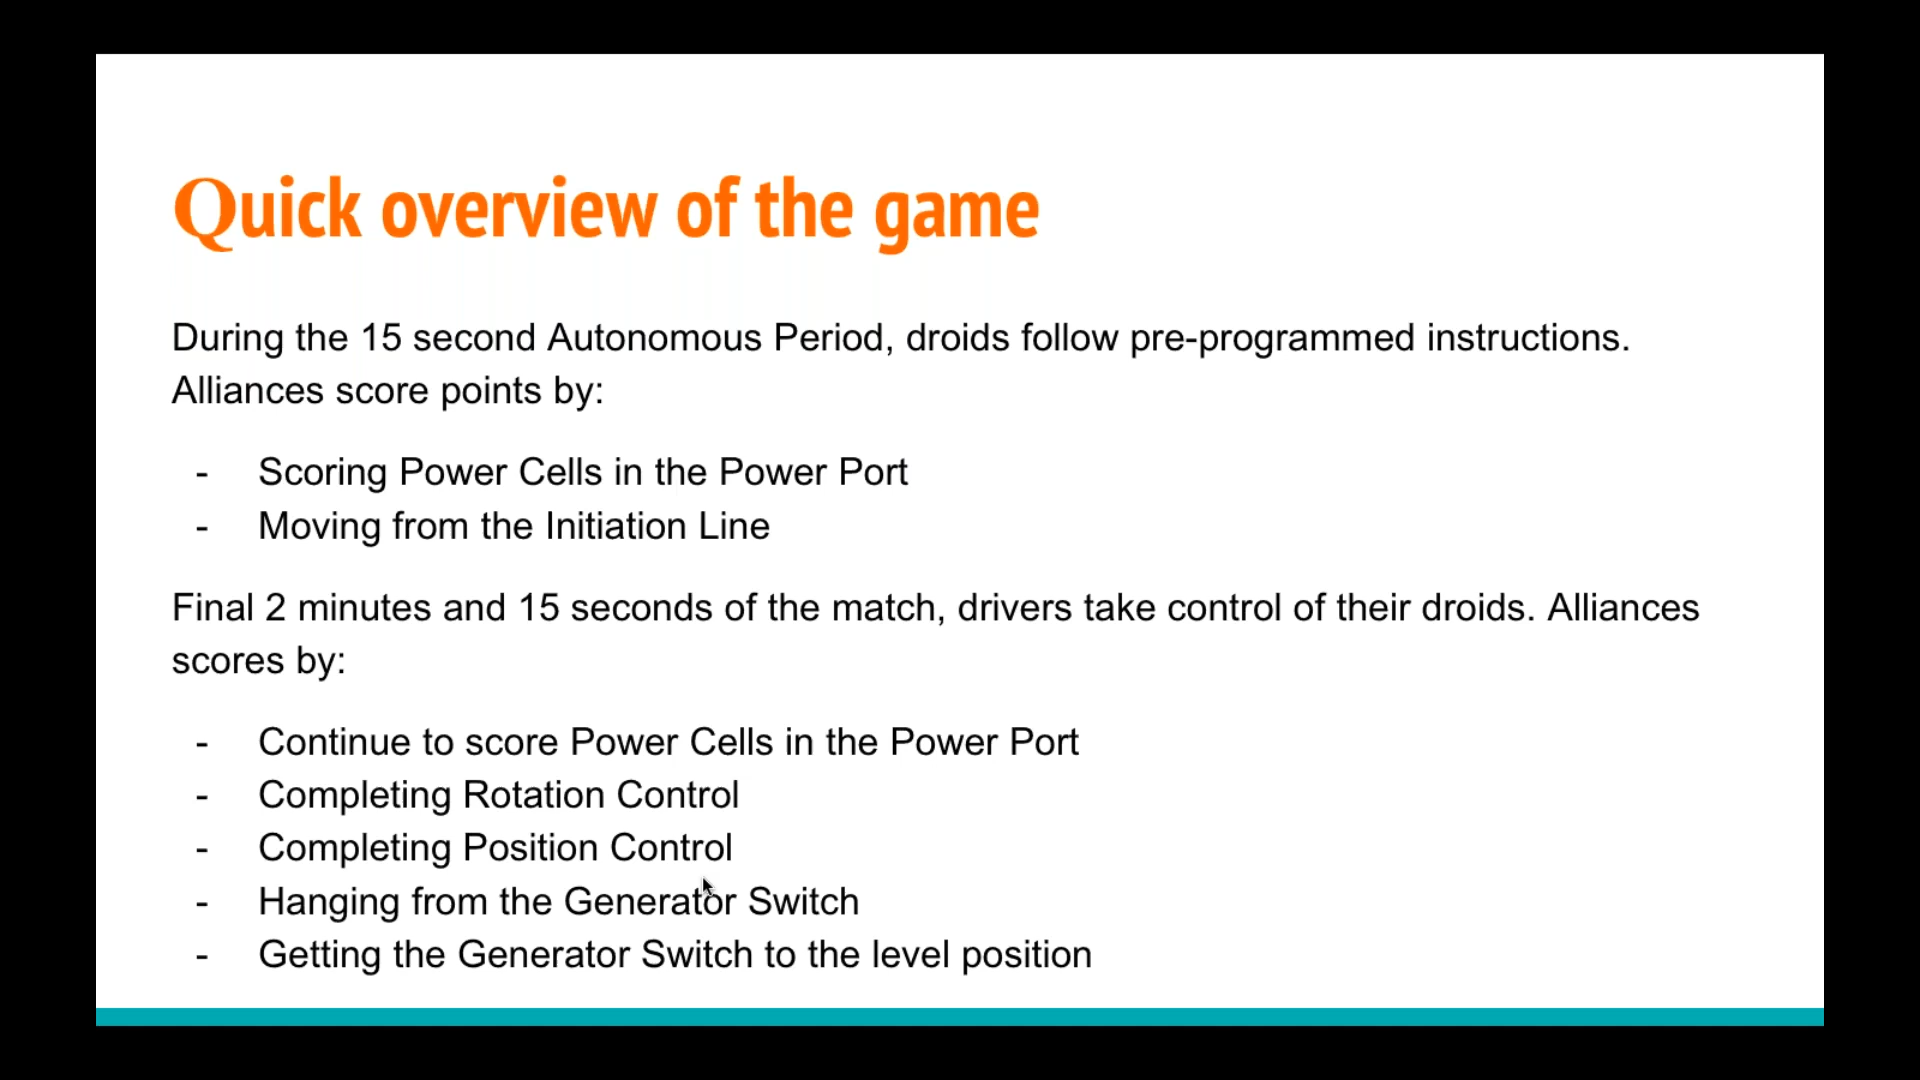 Quick overview of the game
During the 15 second Autonomous Period, droids follow pre-programmed instructions.
Alliances score points by:
- Scoring Power Cells in the Power Port
- Moving from the Initiation Line
Final 2 minutes and 15 seconds of the match, drivers take control of their droids. Alliances
scores by:
- Continue to score Power Cells in the Power Port
- Completing Rotation Control
- Completing Position Control
- Hanging from the Generator Switch
- Getting the Generator Switch to the level position